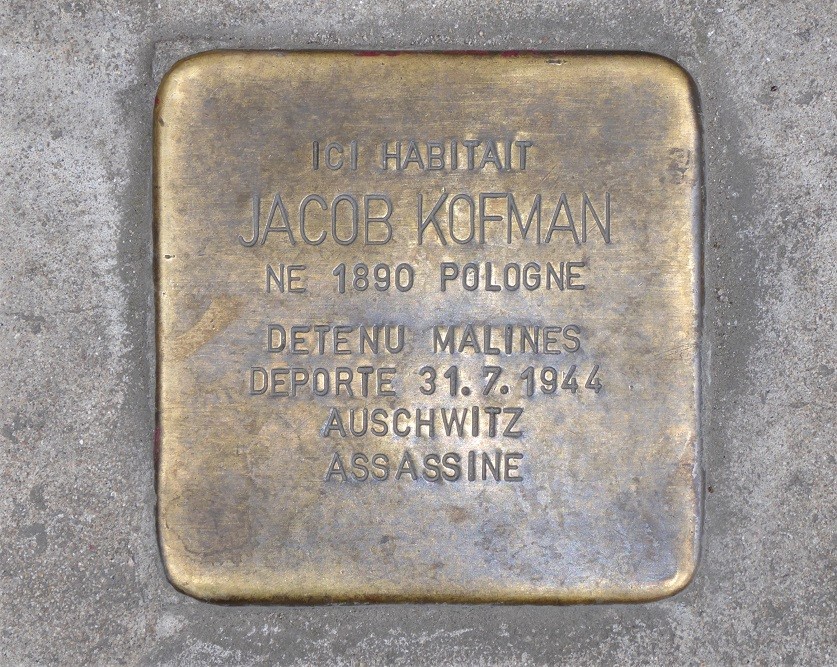 ICI HABITAIT
JACOB KOFMAN
NE 1890 POLOGNE
DETENU MALINES
DEPORTE 31.7.1944
AUSCHWITZ
ASSASSINE